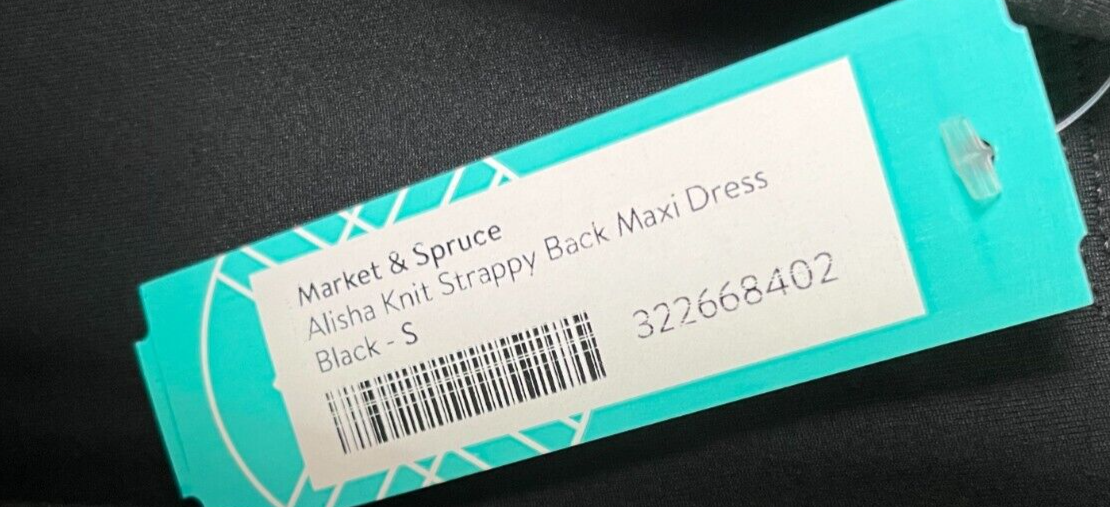 Market & Spruce
Alisha Knit Strappy Back Maxi Dress
Black - S
322668402